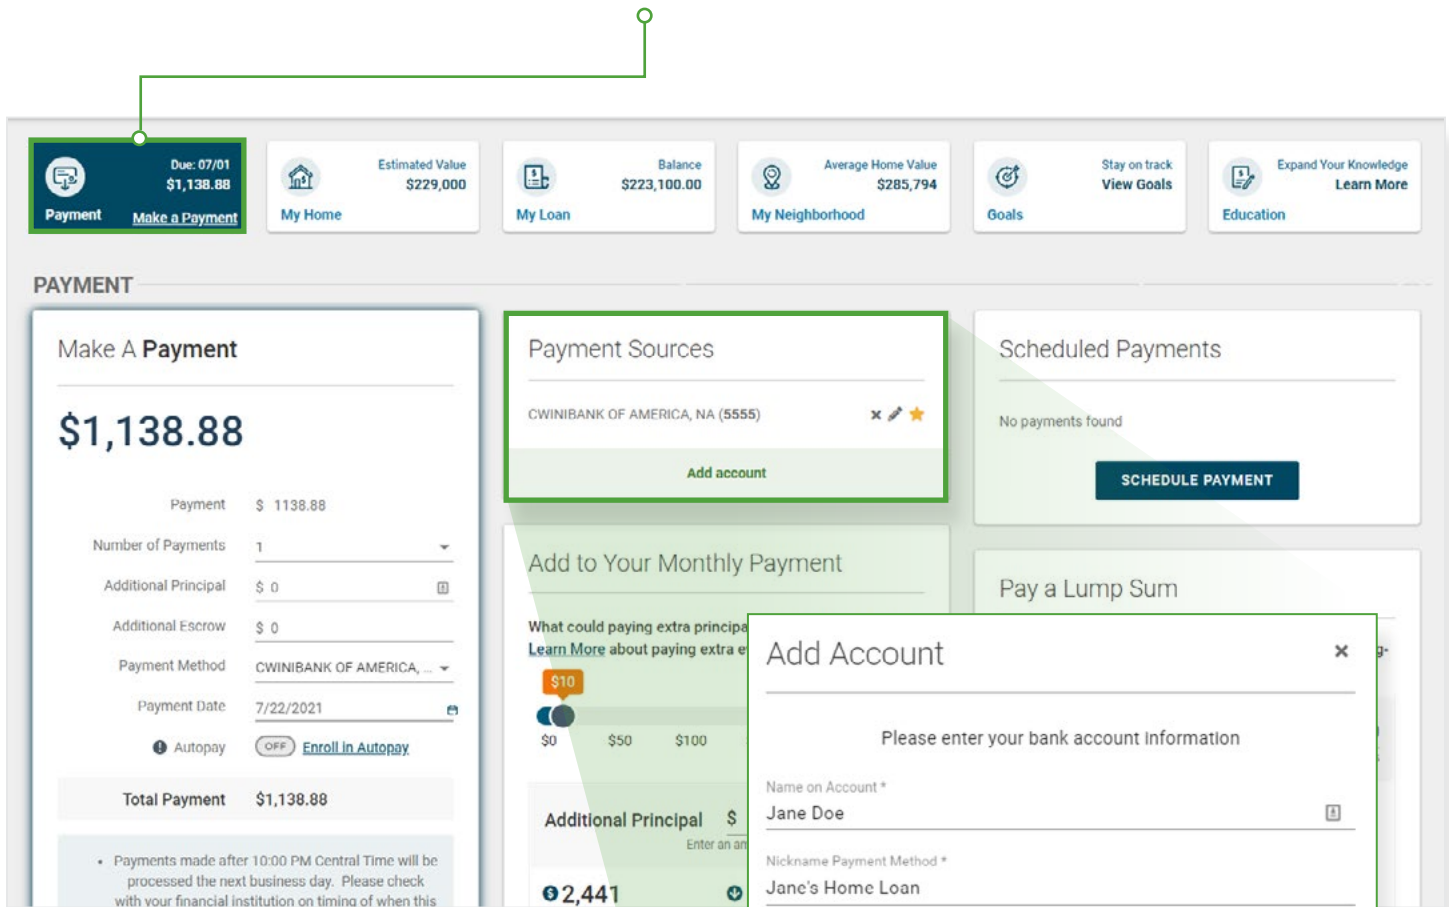 Due: 07/01
$1,138.88
Payment
Make a Payment
Estimated Value
$229,000
My Home
Balance
$223,100.00
My Loan
Average Home Value
$285,794
My Neighborhood
Stay on track
View Goals
Goals
Expand Your Knowledge
Learn More
Education
PAYMENT
Make A Payment
$1,138.88
Payment $ 1138.88
Number of Payments 1
Additional Principal $ 0
Additional Escrow $ 0
Payment Method CWINIBANK OF AMERICA, ...
Payment Date 7/22/2021
Autopay OFF Enroll in Autopay
Total Payment $1,138.88
• Payments made after 10:00 PM Central Time will be
processed the next business day. Please check
with your financial institution on timing of when this
Payment Sources
CWINIBANK OF AMERICA, NA (5555)
Add account
Add to Your Monthly Payment
What could paying extra principa
Learn More about paying extra e
$10
$0 $50 $100
Additional Principal $
Enter an am
2,441
Scheduled Payments
No payments found
SCHEDULE PAYMENT
Pay a Lump Sum
Add Account
Please enter your bank account information
Name on Account *
Jane Doe
Nickname Payment Method *
Jane's Home Loan